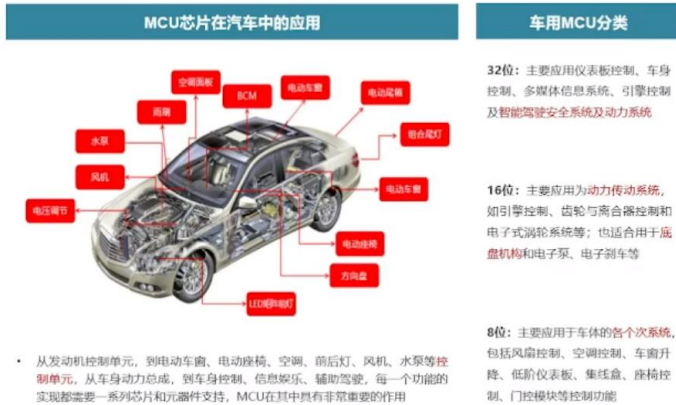 MCU芯片在汽车中的应用
空调面板
BCM
电动车窗
电动尾箱
雨刷
组合尾灯
水泵
风机
电动车窗
电压调节
电动座椅
方向盘
• 从发动机控制单元，到电动车窗、电动座椅、空调、前后灯、风机、水泵等控
制单元，从车身动力总成，到车身控制、信息娱乐、辅助驾驶，每一个功能的
实现都需要一系列芯片和元器件支持，MCU在其中具有非常重要的作用
车用MCU分类
32位：主要应用仪表板控制、车身
控制、多媒体信息系统、引擎控制
及智能驾驶安全系统及动力系统
16位：主要应用为动力传动系统，
如引擎控制、齿轮与离合器控制和
电子式涡轮系统等；也适合用于底
盘机构和电子泵、电子刹车等
8位：主要应用于车体的各个次系统，
包括风扇控制、空调控制、车窗升
降、低阶仪表板、集线盒、座椅控
制、门控模块等控制功能